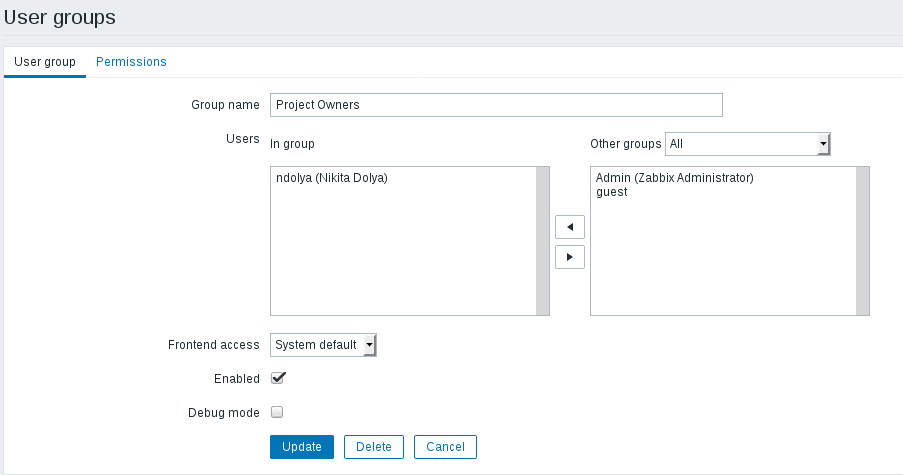 User groups
User group Permissions
Group name Project Owners
Users In group Other groups All
ndolya (Nikita Dolya) Admin (Zabbix Administrator)
guest
Frontend access System default
Enabled
Debug mode
Update Delete Cancel